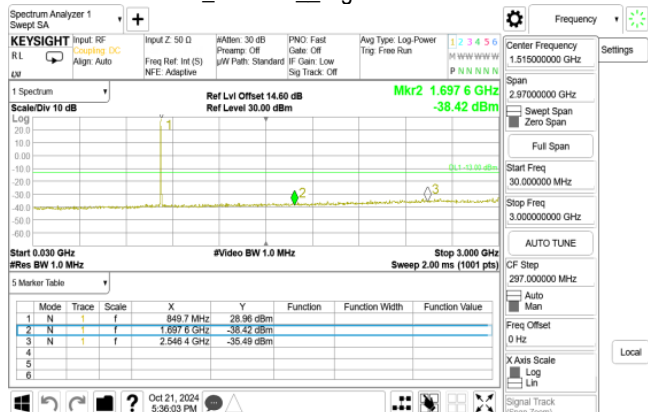 Spectrum Analyzer 1
Swept SA
Frequency
KEYSIGHT
Input: RF
Coupling: DC
Align: Auto
Input Z: 50 Ω
Freq Ref: Int (S)
NFE: Adaptive
#Atten: 30 dB
Preamp: Off
µW Path: Standard
PNO: Fast
Gate: Off
IF Gain: Low
Sig Track: Off
Avg Type: Log-Power
Trig: Free Run
1 2 3 4 5 6
M W W W W W
P N N N N N
RL
Center Frequency
1.515000000 GHz
Settings
Span
2.97000000 GHz
Swept Span
Zero Span
Full Span
Start Freq
30.000000 MHz
Stop Freq
3.000000000 GHz
AUTO TUNE
CF Step
297.000000 MHz
Auto
Man
Freq Offset
0 Hz
X Axis Scale
Log
Lin
Signal Track
(Span Zoom)
Local
1 Spectrum
Scale/Div 10 dB
Ref Lvl Offset 14.60 dB
Ref Level 30.00 dBm
Mkr2 1.697 6 GHz
-38.42 dBm
Log
20.0
10.0
0.00
-10.0
-20.0
-30.0
-40.0
-50.0
-60.0
1
2
3
DL1 -13.00 dBm
Start 0.030 GHz
#Video BW 1.0 MHz
Stop 3.000 GHz
#Res BW 1.0 MHz
Sweep 2.00 ms (1001 pts)
5 Marker Table
Mode Trace Scale X Y Function Function Width Function Value
1 N 1 f 849.7 MHz 28.96 dBm
2 N 1 f 1.697 6 GHz -38.42 dBm
3 N 1 f 2.546 4 GHz -35.49 dBm
4
5
6
?
Oct 21, 2024
5:36:03 PM